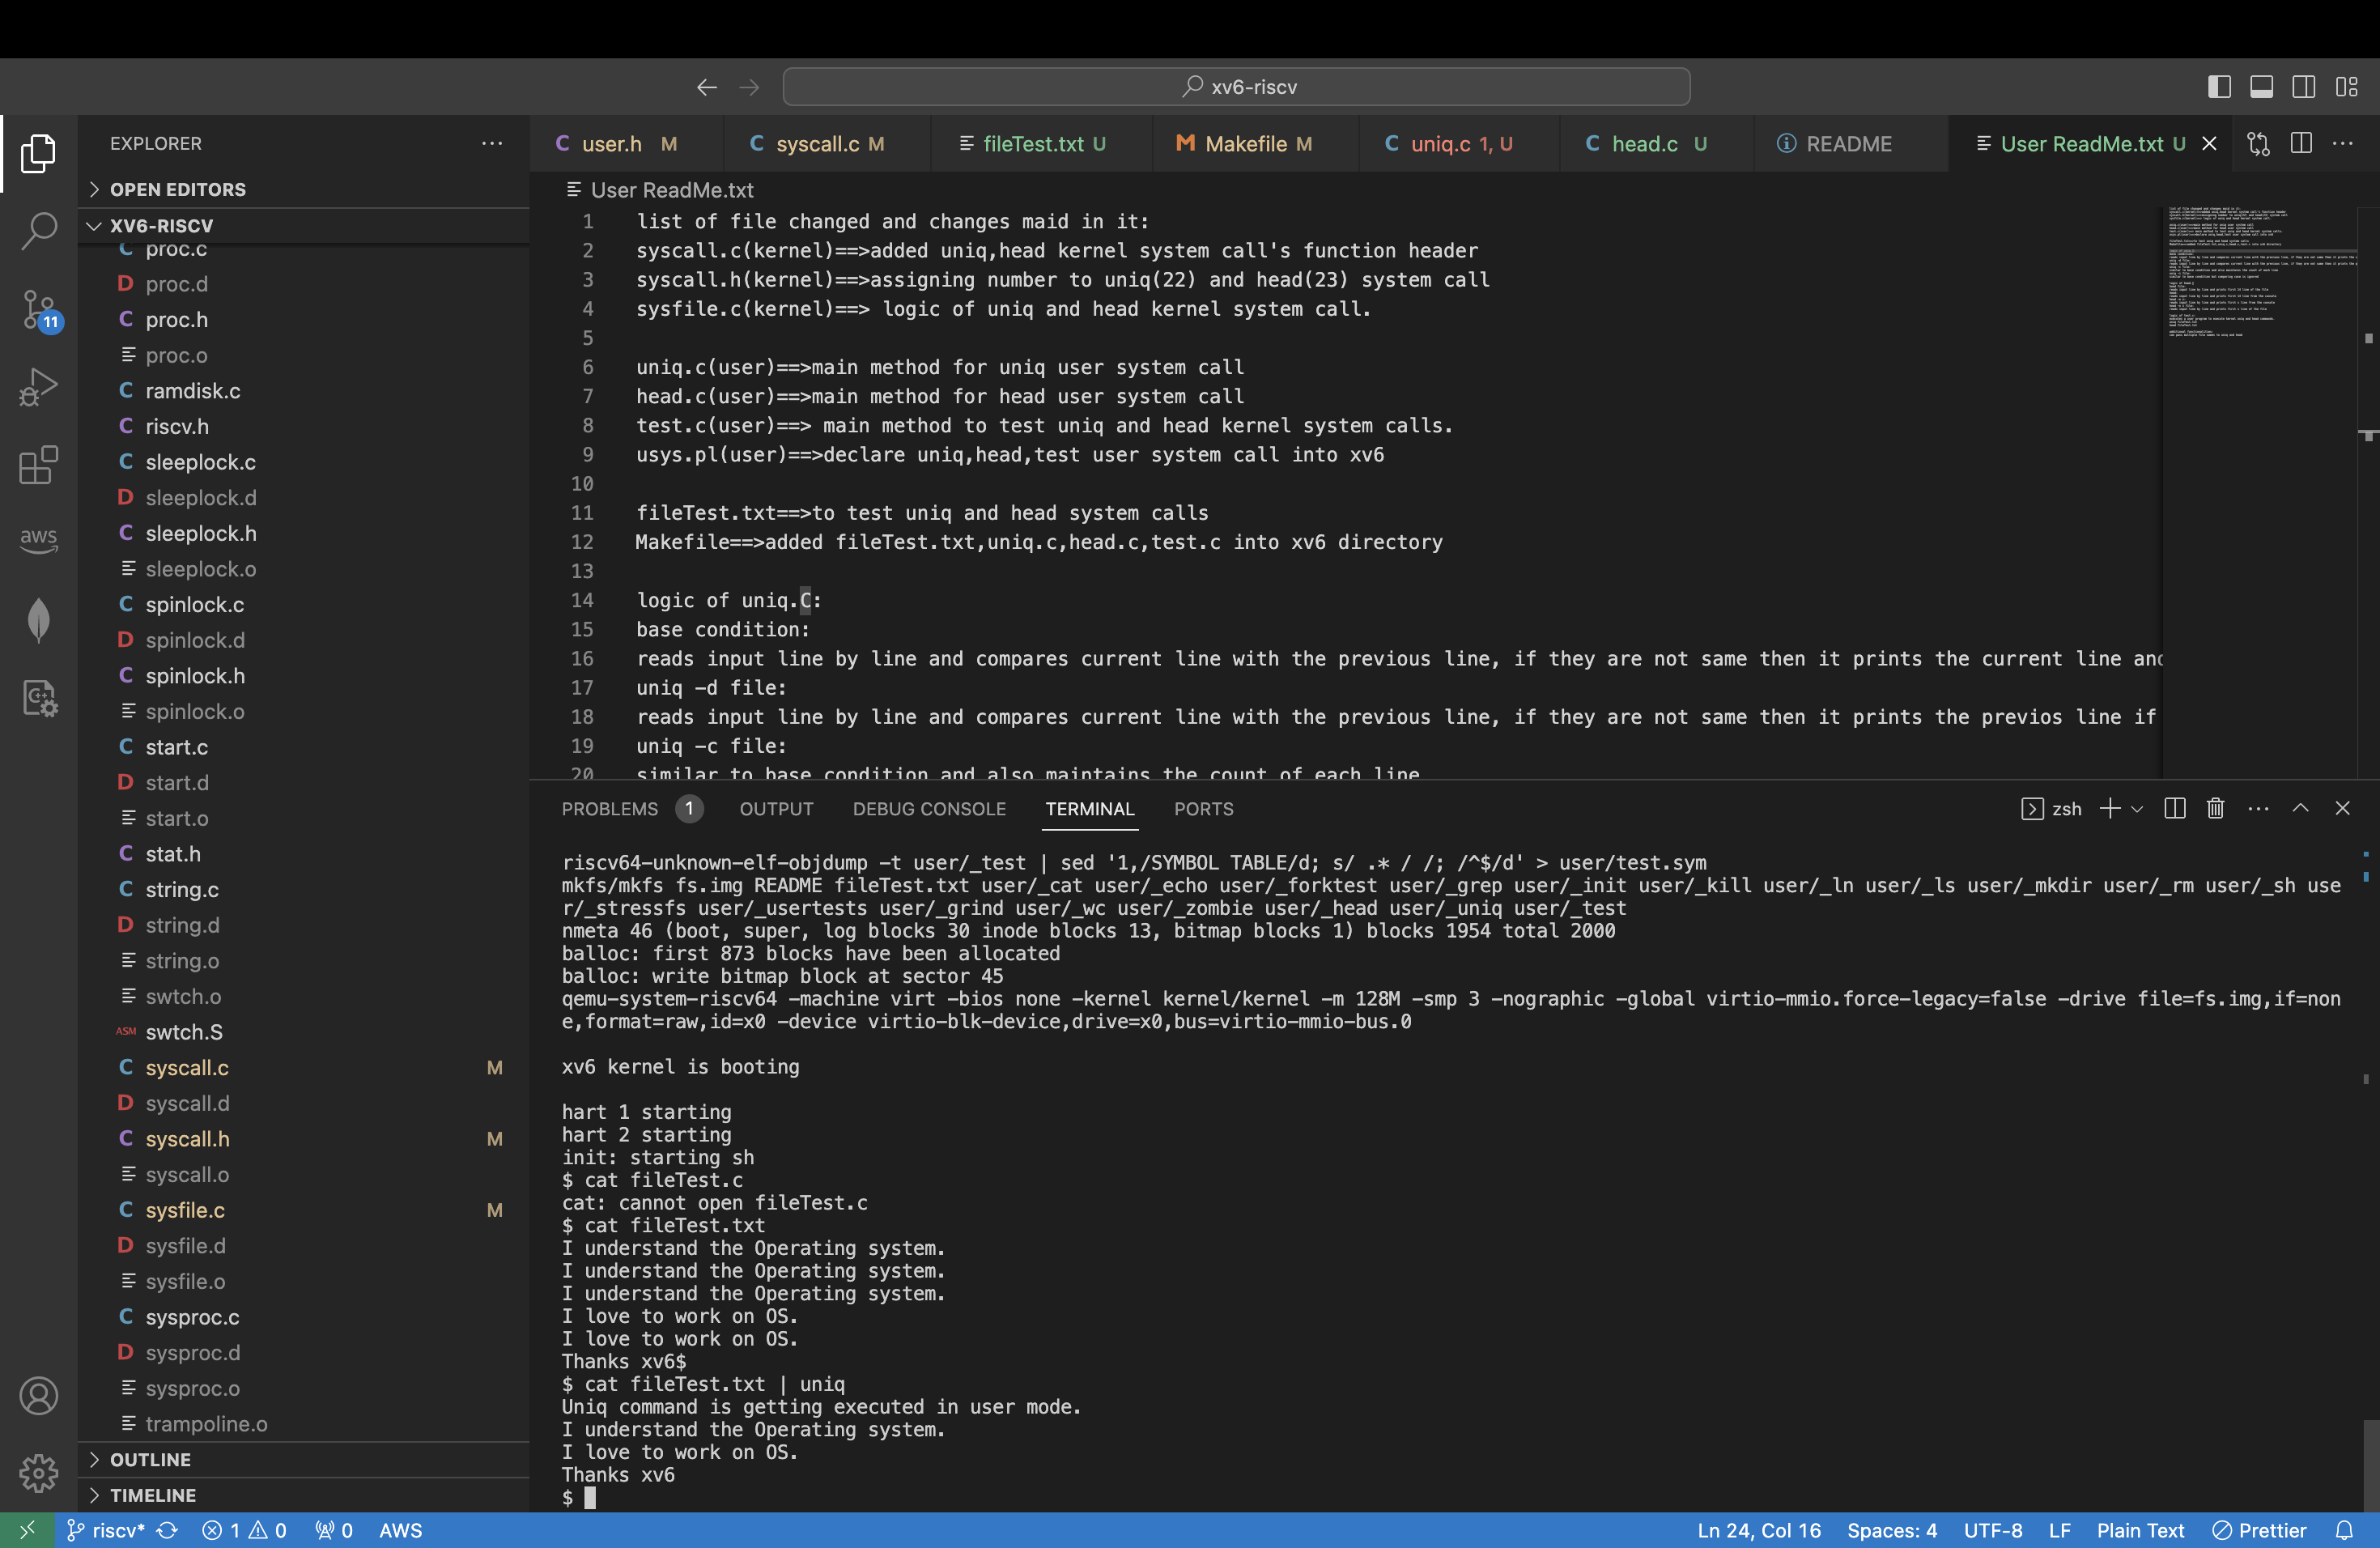 xv6-riscv
EXPLORER
OPEN EDITORS
XV6-RISCV
proc.c
proc.d
proc.h
proc.o
ramdisk.c
riscv.h
sleeplock.c
sleeplock.d
sleeplock.h
sleeplock.o
spinlock.c
spinlock.d
spinlock.h
spinlock.o
start.c
start.d
start.o
stat.h
string.c
string.d
string.o
swtch.o
ASM swtch.S
syscall.c M
syscall.d
syscall.h M
syscall.o
sysfile.c M
sysfile.d
sysfile.o
sysproc.c
sysproc.d
sysproc.o
trampoline.o
OUTLINE
TIMELINE
11
aws
C user.h M C syscall.c M fileTest.txt U M Makefile M C uniq.c 1, U C head.c U README User ReadMe.txt U
User ReadMe.txt
1 list of file changed and changes maid in it:
2 syscall.c(kernel)==>added uniq,head kernel system call's function header
3 syscall.h(kernel)==>assigning number to uniq(22) and head(23) system call
4 sysfile.c(kernel)==> logic of uniq and head kernel system call.
5
6 uniq.c(user)==>main method for uniq user system call
7 head.c(user)==>main method for head user system call
8 test.c(user)==> main method to test uniq and head kernel system calls.
9 usys.pl(user)==>declare uniq,head,test user system call into xv6
10
11 fileTest.txt==>to test uniq and head system calls
12 Makefile==>added fileTest.txt,uniq.c,head.c,test.c into xv6 directory
13
14 logic of uniq.C:
15 base condition:
16 reads input line by line and compares current line with the previous line, if they are not same then it prints the current line and
17 uniq -d file:
18 reads input line by line and compares current line with the previous line, if they are not same then it prints the previos line if
19 uniq -c file:
20 similar to base condition and also maintains the count of each line
PROBLEMS 1 OUTPUT DEBUG CONSOLE TERMINAL PORTS zsh
riscv64-unknown-elf-objdump -t user/_test | sed '1,/SYMBOL TABLE/d; s/ .* / /; /^$/d' > user/test.sym
mkfs/mkfs fs.img README fileTest.txt user/_cat user/_echo user/_forktest user/_grep user/_init user/_kill user/_ln user/_ls user/_mkdir user/_rm user/_sh use
r/_stressfs user/_usertests user/_grind user/_wc user/_zombie user/_head user/_uniq user/_test
nmeta 46 (boot, super, log blocks 30 inode blocks 13, bitmap blocks 1) blocks 1954 total 2000
balloc: first 873 blocks have been allocated
balloc: write bitmap block at sector 45
qemu-system-riscv64 -machine virt -bios none -kernel kernel/kernel -m 128M -smp 3 -nographic -global virtio-mmio.force-legacy=false -drive file=fs.img,if=non
e,format=raw,id=x0 -device virtio-blk-device,drive=x0,bus=virtio-mmio-bus.0
xv6 kernel is booting
hart 1 starting
hart 2 starting
init: starting sh
$ cat fileTest.c
cat: cannot open fileTest.c
$ cat fileTest.txt
I understand the Operating system.
I understand the Operating system.
I understand the Operating system.
I love to work on OS.
I love to work on OS.
Thanks xv6$
$ cat fileTest.txt | uniq
Uniq command is getting executed in user mode.
I understand the Operating system.
I love to work on OS.
Thanks xv6
$
riscv* 1 0 0 AWS Ln 24, Col 16 Spaces: 4 UTF-8 LF Plain Text Prettier